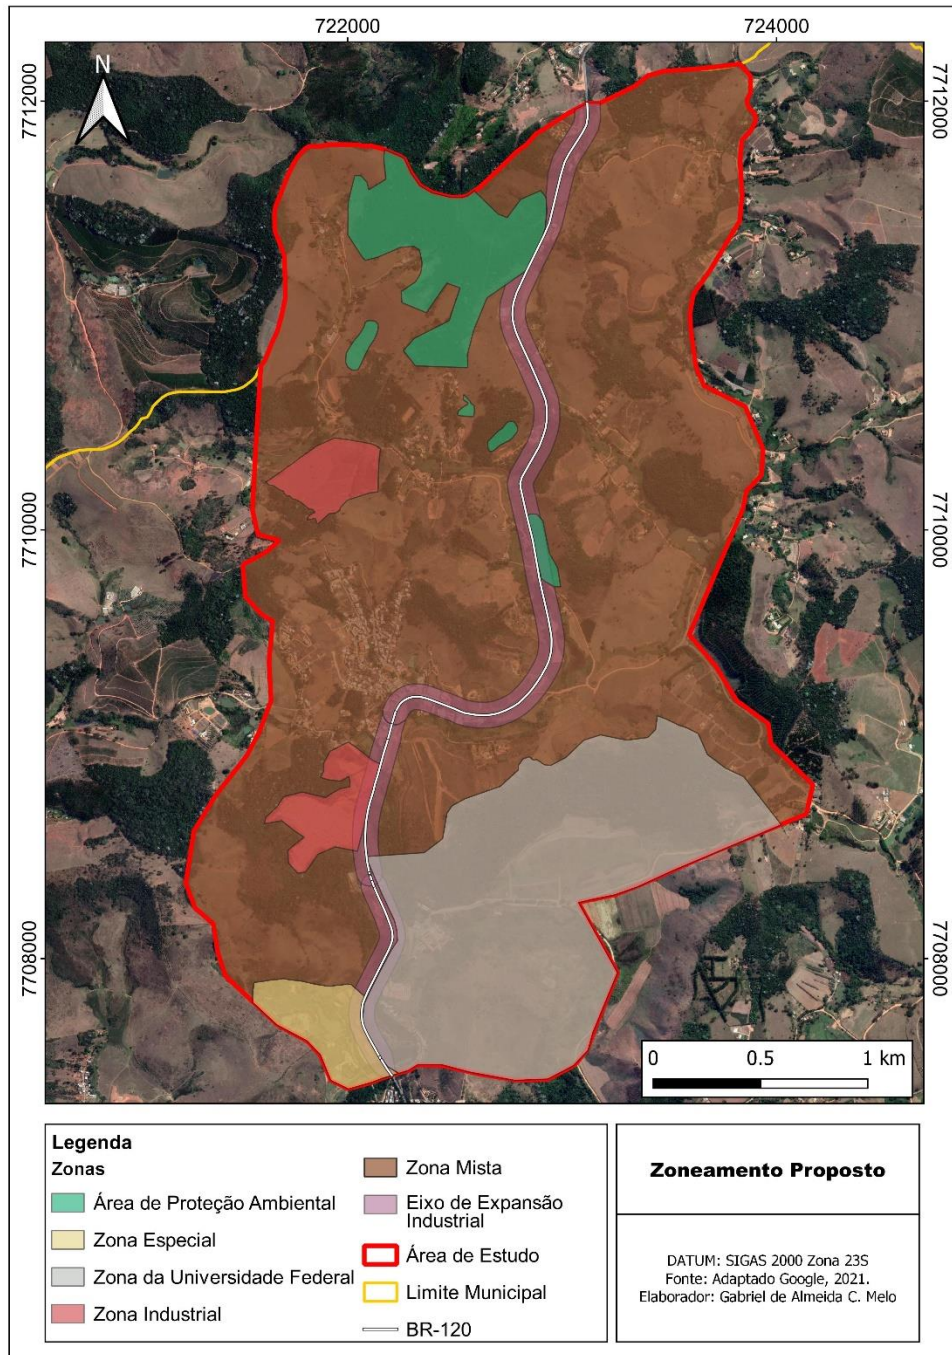 722000
724000
N
7712000
7712000
7710000
7710000
7708000
7708000
0 0.5 1 km
Legenda
Zonas
Área de Proteção Ambiental
Zona Especial
Zona da Universidade Federal
Zona Industrial
Zona Mista
Eixo de Expansão
Industrial
Área de Estudo
Limite Municipal
BR-120
Zoneamento Proposto
DATUM: SIGAS 2000 Zona 23S
Fonte: Adaptado Google, 2021.
Elaborador: Gabriel de Almeida C. Melo